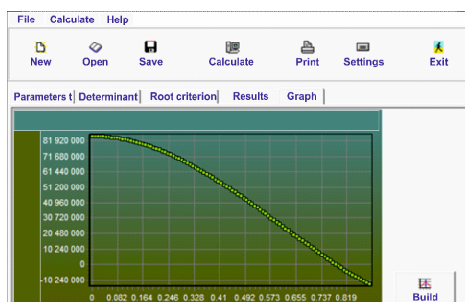 File Calculate Help
New Open Save Calculate Print Settings Exit
Parameters t Determinant Root criterion Results Graph
81 920 000
71 680 000
61 440 000
51 200 000
40 960 000
30 720 000
20 480 000
10 240 000
0
-10 240 000
0 0.082 0.164 0.246 0.328 0.41 0.492 0.573 0.655 0.737 0.819
Build